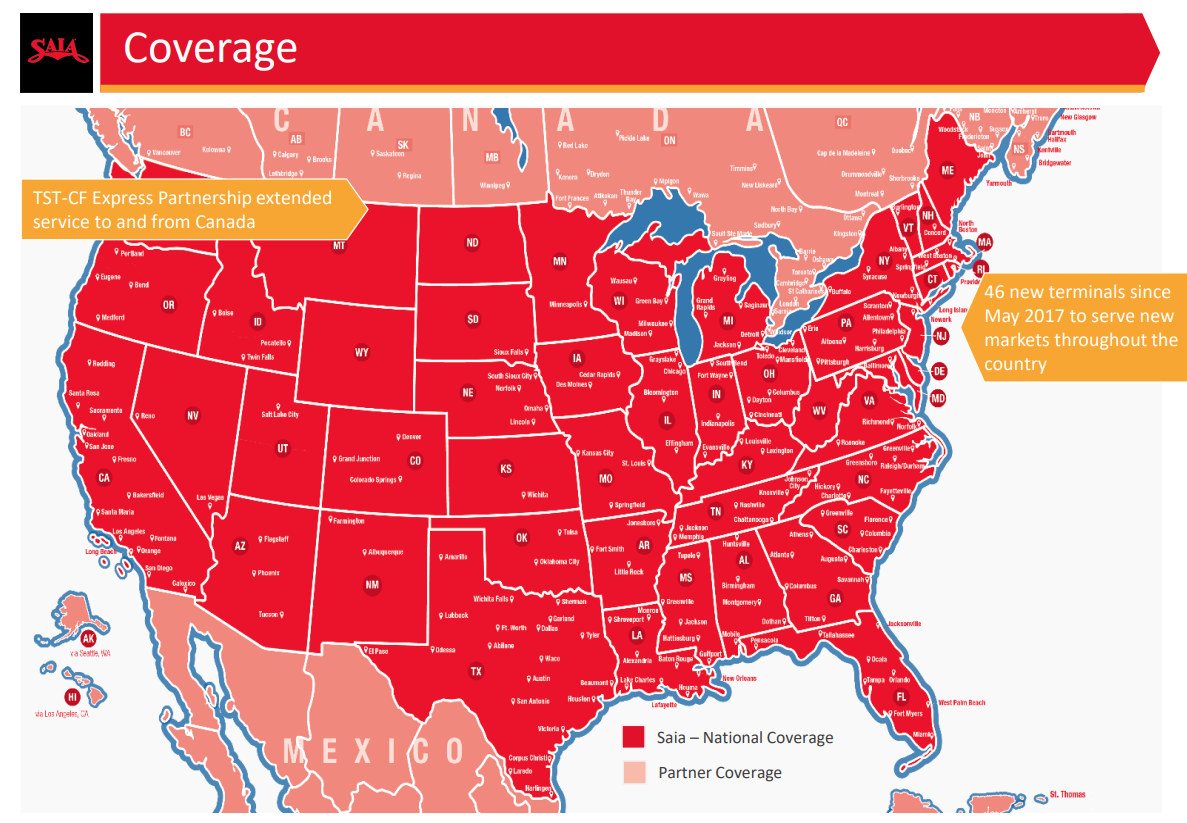 SAIA
Coverage
C A N A D A
BC
AB
SK
MB
ON
QC
NB
NS
Vancouver
Kelowna
Calgary
Brooks
Lethbridge
Saskatoon
Regina
Winnipeg
Red Lake
Pickle Lake
Kenora
Dryden
Fort Frances
Atikokan
Thunder
Bay
Nipigon
Wawa
Timmins
New Liskeard
North Bay
Sudbury
Sault Ste Marie
Cap de la Madeleine
Quebec
Drummondville
Sherbrooke
Montreal
Ottawa
Kingston
Barrie
Oshawa
Toronto
Cambridge
St Catharines
London
Sarnia
Windsor
Woodstock
Moncton
Amherst
Truro
Sussex
Fredericton
Saint
John
New Glasgow
Dartmouth
Halifax
Kentville
Bridgewater
Yarmouth
TST-CF Express Partnership extended
service to and from Canada
46 new terminals since
May 2017 to serve new
markets throughout the
country
MT
ND
MN
WI
MI
ME
NH
VT
NY
MA
RI
CT
NJ
DE
MD
PA
OH
IN
IL
IA
SD
WY
ID
OR
NV
UT
CO
NE
KS
MO
KY
WV
VA
NC
TN
SC
GA
AL
MS
AR
LA
OK
TX
NM
AZ
CA
FL
Portland
Eugene
Bend
Medford
Boise
Pocatello
Twin Falls
Redding
Santa Rosa
Sacramento
Oakland
San Jose
Fresno
Bakersfield
Santa Maria
Los Angeles
Fontana
Orange
Long Beach
San Diego
Calexico
Reno
Las Vegas
Salt Lake City
Denver
Grand Junction
Colorado Springs
Farmington
Albuquerque
Flagstaff
Phoenix
Tucson
El Paso
Amarillo
Lubbock
Odessa
Wichita Falls
Sherman
Garland
Ft. Worth
Dallas
Abilene
Tyler
Waco
Austin
San Antonio
Beaumont
Houston
Victoria
Corpus Christi
Laredo
Harlingen
Tulsa
Oklahoma City
Wichita
Kansas City
St. Louis
Springfield
Sioux Falls
South Sioux City
Norfolk
Omaha
Lincoln
Cedar Rapids
Des Moines
Minneapolis
Wausau
Green Bay
Milwaukee
Madison
Grayslake
Chicago
Bloomington
Effingham
Grayling
Grand
Rapids
Saginaw
Detroit
Jackson
South Bend
Fort Wayne
Indianapolis
Evansville
Toledo
Cleveland
Mansfield
Columbus
Dayton
Cincinnati
Louisville
Lexington
Erie
Altoona
Pittsburgh
Harrisburg
Philadelphia
Allentown
Scranton
Baltimore
Buffalo
Syracuse
Albany
Newburgh
Newark
Long Island
Springfield
West Boston
North
Boston
Concord
Burlington
Richmond
Norfolk
Roanoke
Greenville
Raleigh/Durham
Greensboro
Hickory
Charlotte
Fayetteville
Johnson
City
Knoxville
Nashville
Chattanooga
Jackson
Memphis
Greenville
Florence
Columbia
Charleston
Athens
Atlanta
Augusta
Savannah
Columbus
Tifton
Huntsville
Birmingham
Montgomery
Dothan
Mobile
Pensacola
Tallahassee
Jacksonville
Ocala
Tampa
Orlando
Fort Myers
West Palm Beach
Miami
Tupelo
Greenville
Jackson
Hattiesburg
Gulfport
Jonesboro
Fort Smith
Little Rock
Monroe
Shreveport
Alexandria
Baton Rouge
Lake Charles
Houma
Lafayette
New Orleans
AK
via Seattle, WA
HI
via Los Angeles, CA
M E X I C O
Saia – National Coverage
Partner Coverage
St. Thomas